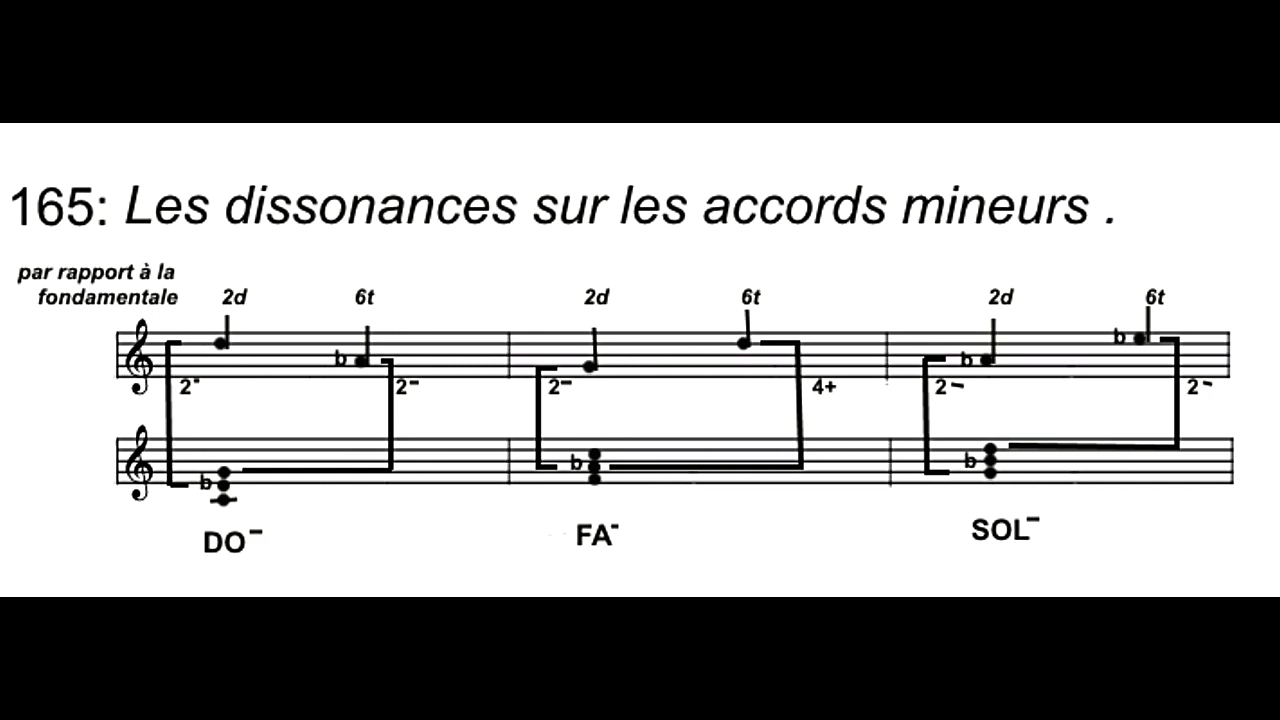 165: Les dissonances sur les accords mineurs .
par rapport à la
fondamentale 2d 6t 2d 6t 2d 6t
b b b
2- 2- 2- 4+ 2- 2-
b b b
DO- FA- SOL-